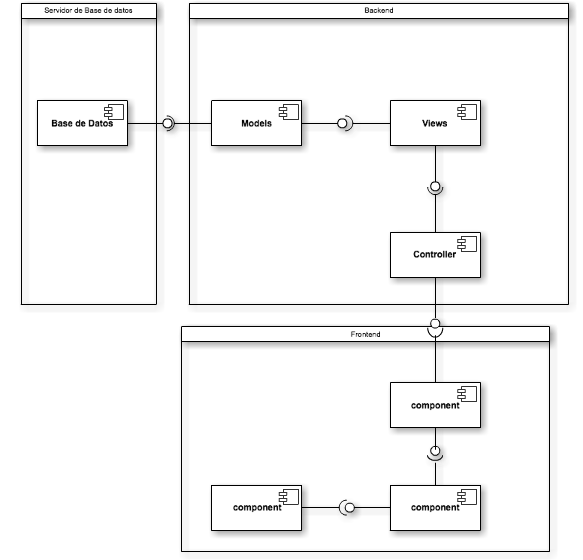 Servidor de Base de datos
Backend
Base de Datos
Models
Views
Controller
Frontend
component
component
component